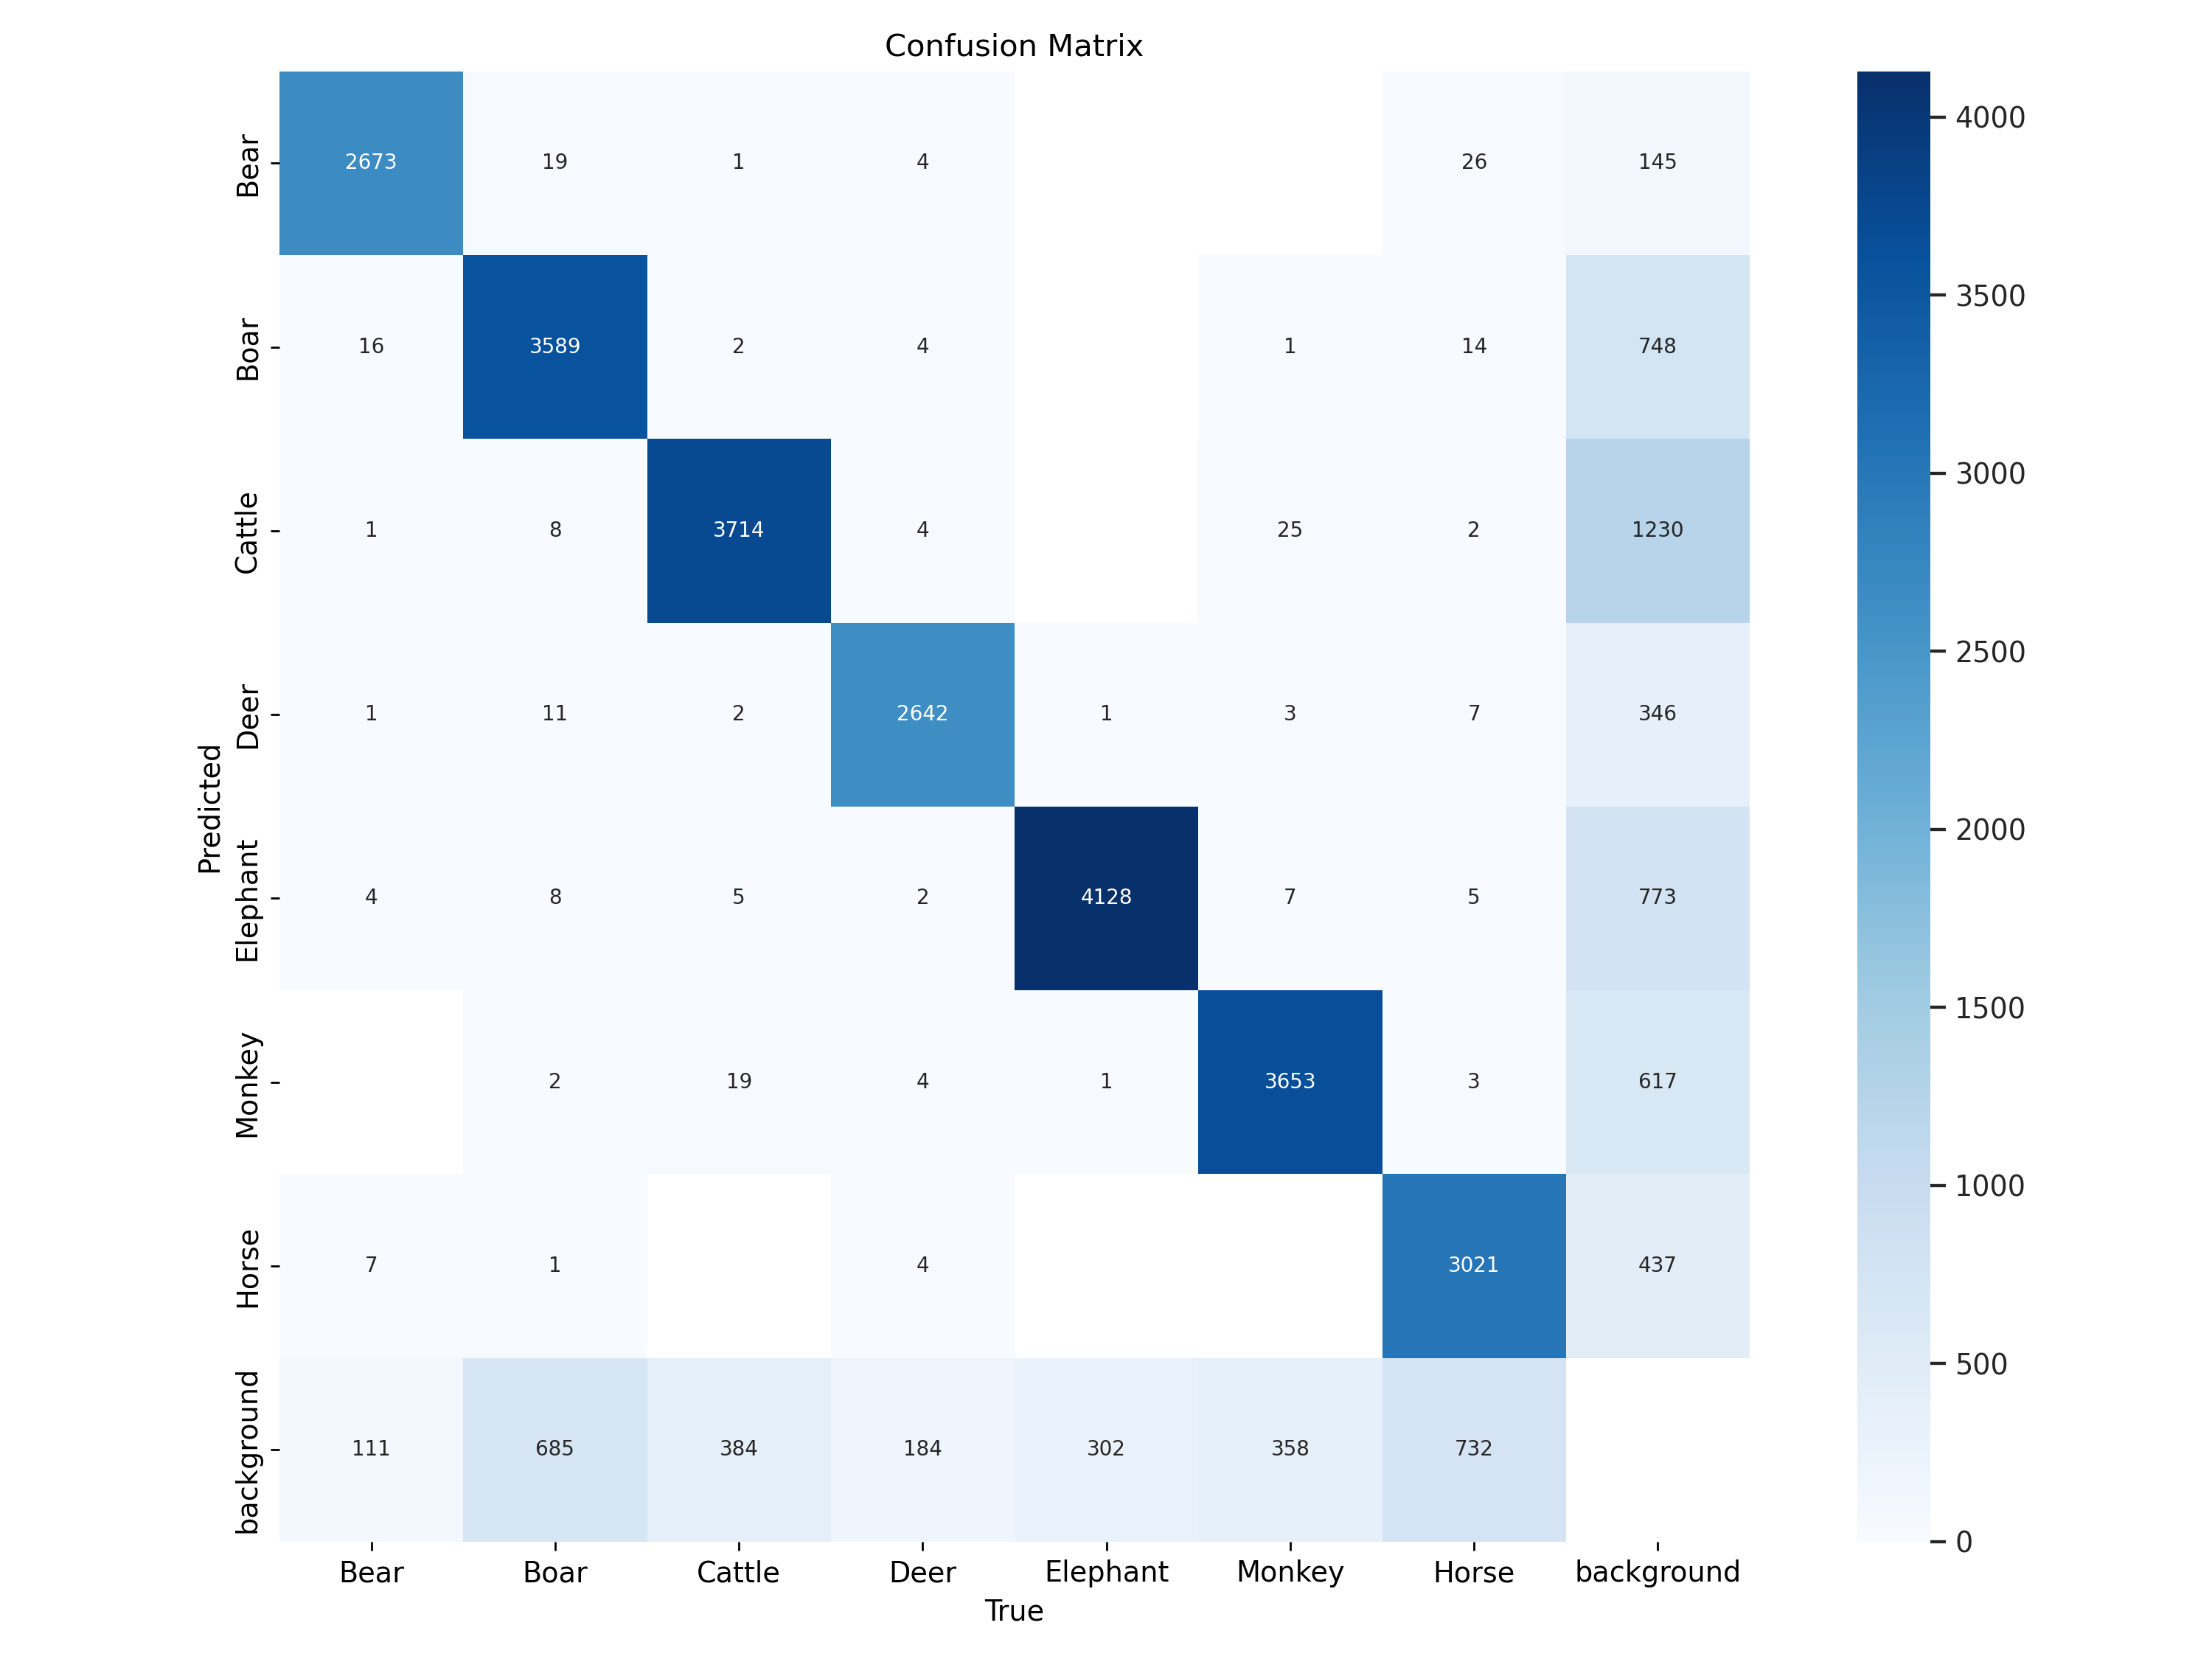 Confusion Matrix
Bear 2673 19 1 4 26 145
Boar 16 3589 2 4 1 14 748
Cattle 1 8 3714 4 25 2 1230
Deer 1 11 2 2642 1 3 7 346
Elephant 4 8 5 2 4128 7 5 773
Monkey 2 19 4 1 3653 3 617
Horse 7 1 4 3021 437
background 111 685 384 184 302 358 732
Predicted
Bear Boar Cattle Deer Elephant Monkey Horse background
True
4000
3500
3000
2500
2000
1500
1000
500
0